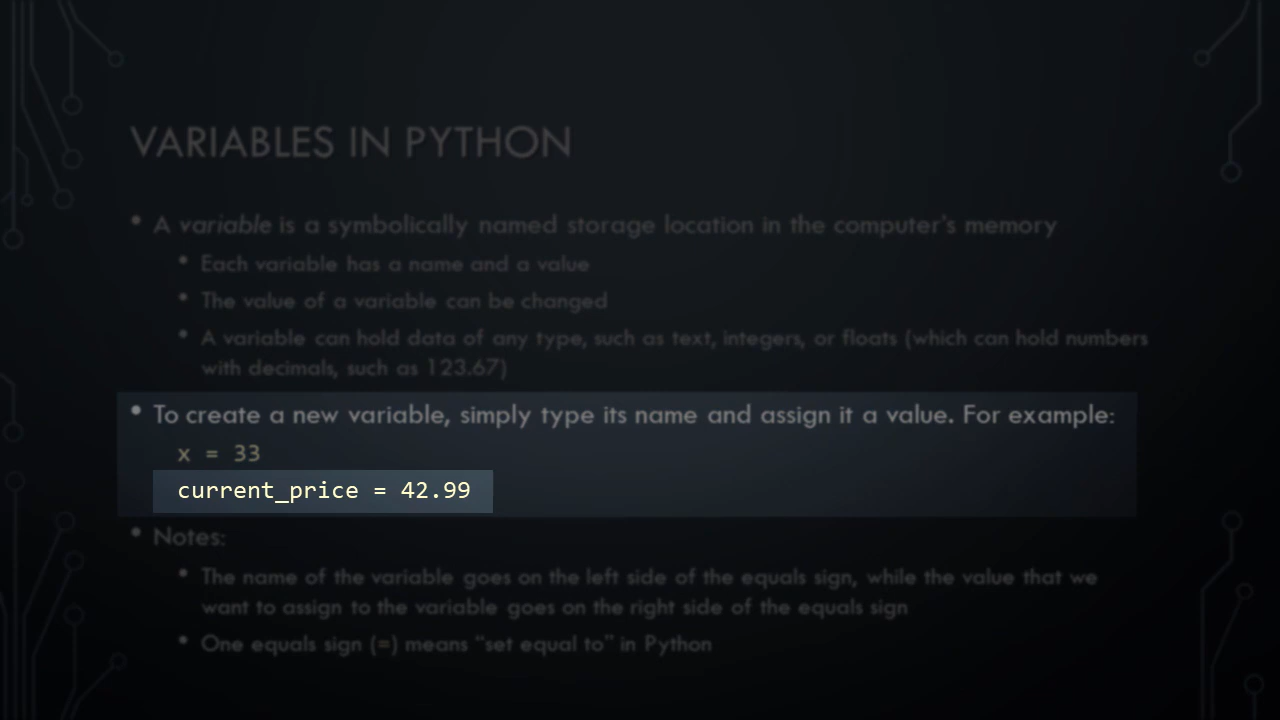 VARIABLES IN PYTHON
• A variable is a symbolically named storage location in the computer's memory
• Each variable has a name and a value
• The value of a variable can be changed
• A variable can hold data of any type, such as text, integers, or floats (which can hold numbers
with decimals, such as 123.67)
• To create a new variable, simply type its name and assign it a value. For example:
x = 33
current_price = 42.99
• Notes:
• The name of the variable goes on the left side of the equals sign, while the value that we
want to assign to the variable goes on the right side of the equals sign
• One equals sign (=) means "set equal to" in Python